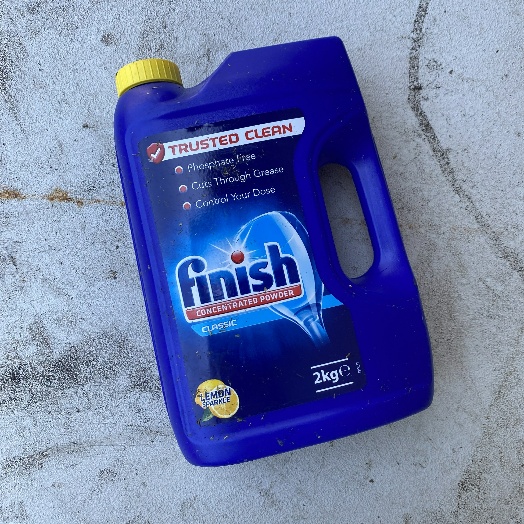 TRUSTED CLEAN
Phosphate Free
Cuts Through Grease
Control Your Dose
finish
CONCENTRATED POWDER
CLASSIC
2kg℮
LEMON
SPARKLE